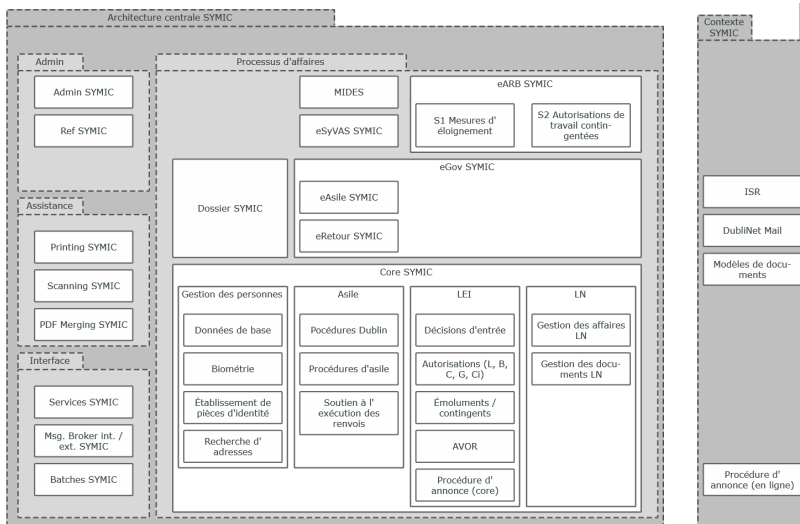 Architecture centrale SYMIC
Admin
Admin SYMIC
Ref SYMIC
Assistance
Printing SYMIC
Scanning SYMIC
PDF Merging SYMIC
Interface
Services SYMIC
Msg. Broker int. /
ext. SYMIC
Batches SYMIC
Processus d'affaires
MIDES
eSyVAS SYMIC
eARB SYMIC
S1 Mesures d'
éloignement
S2 Autorisations de
travail contin-
gentées
Dossier SYMIC
eGov SYMIC
eAsile SYMIC
eRetour SYMIC
Core SYMIC
Gestion des personnes
Données de base
Biométrie
Établissement de
pièces d'identité
Recherche d'
adresses
Asile
Pocédures Dublin
Procédures d'asile
Soutien à l'
exécution des
renvois
LEI
Décisions d'entrée
Autorisations (L, B,
C, G, Ci)
Émoluments /
contingents
AVOR
Procédure d'
annonce (core)
LN
Gestion des affaires
LN
Gestion des docu-
ments LN
Contexte
SYMIC
ISR
DubliNet Mail
Modèles de docu-
ments
Procédure d'
annonce (en ligne)